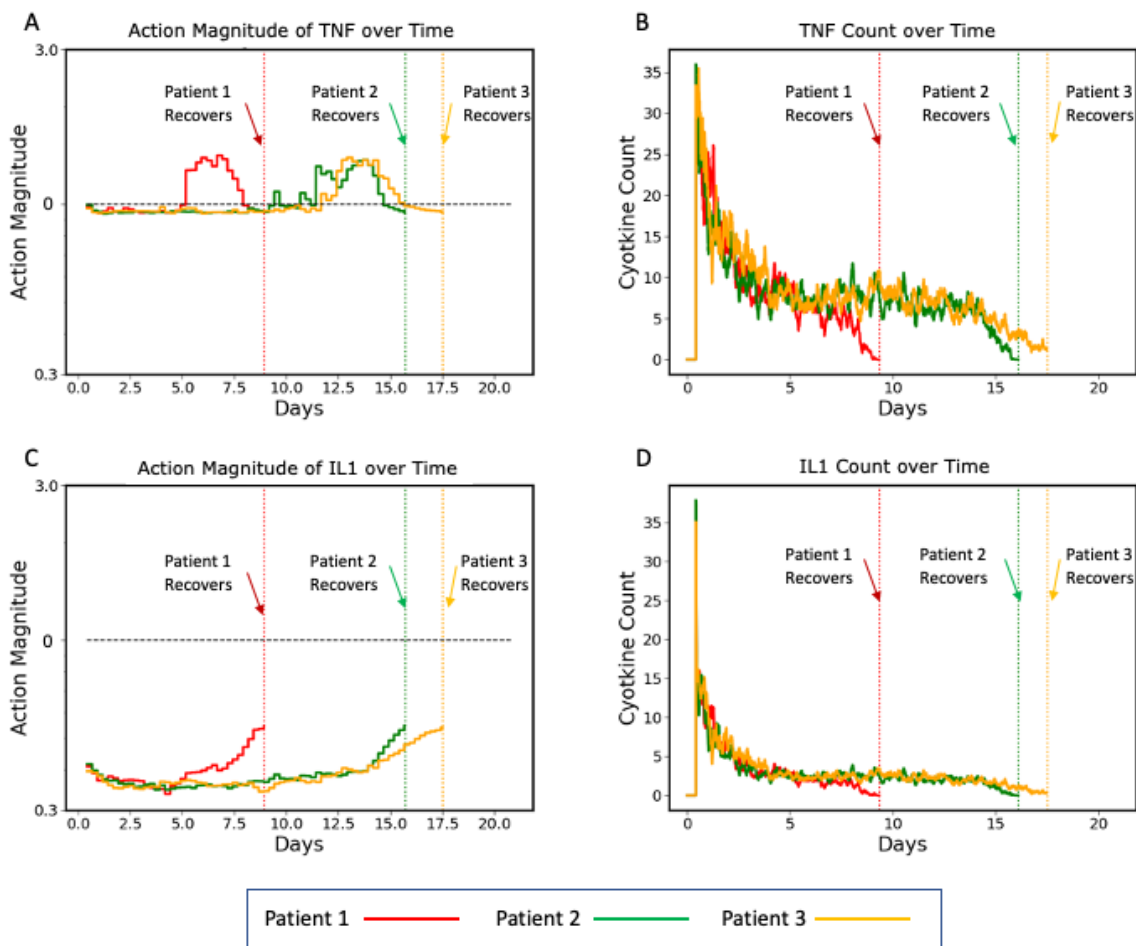 A
Action Magnitude of TNF over Time
3.0
0
0.3
Action Magnitude
Patient 1
Recovers
Patient 2
Recovers
Patient 3
Recovers
0.0 2.5 5.0 7.5 10.0 12.5 15.0 17.5 20.0
Days
B
TNF Count over Time
35
30
25
20
15
10
5
0
Cyotkine Count
Patient 1
Recovers
Patient 2
Recovers
Patient 3
Recovers
0 5 10 15 20
Days
C
Action Magnitude of IL1 over Time
3.0
0
0.3
Action Magnitude
Patient 1
Recovers
Patient 2
Recovers
Patient 3
Recovers
0.0 2.5 5.0 7.5 10.0 12.5 15.0 17.5 20.0
Days
D
IL1 Count over Time
35
30
25
20
15
10
5
0
Cyotkine Count
Patient 1
Recovers
Patient 2
Recovers
Patient 3
Recovers
0 5 10 15 20
Days
Patient 1 Patient 2 Patient 3